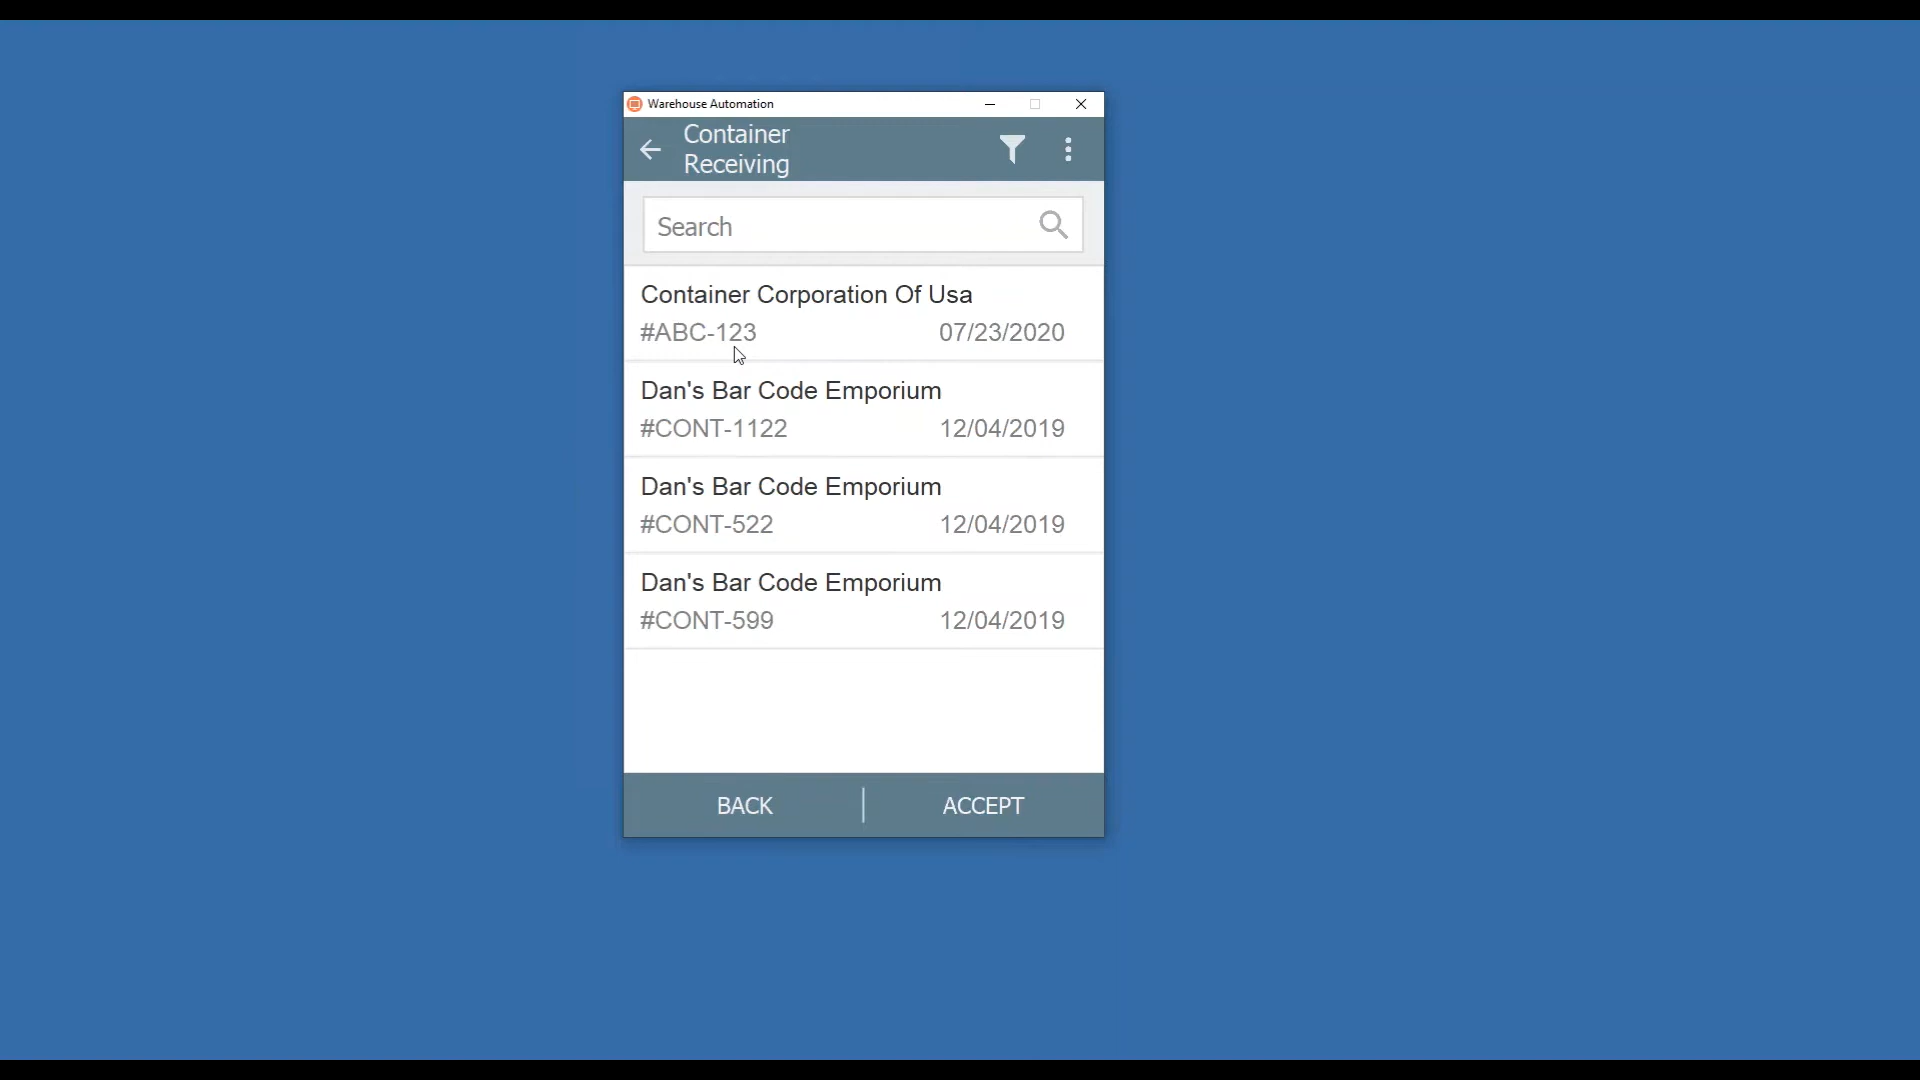 Warehouse Automation
Container
Receiving
Search
Container Corporation Of Usa
#ABC-123 07/23/2020
Dan's Bar Code Emporium
#CONT-1122 12/04/2019
Dan's Bar Code Emporium
#CONT-522 12/04/2019
Dan's Bar Code Emporium
#CONT-599 12/04/2019
BACK ACCEPT